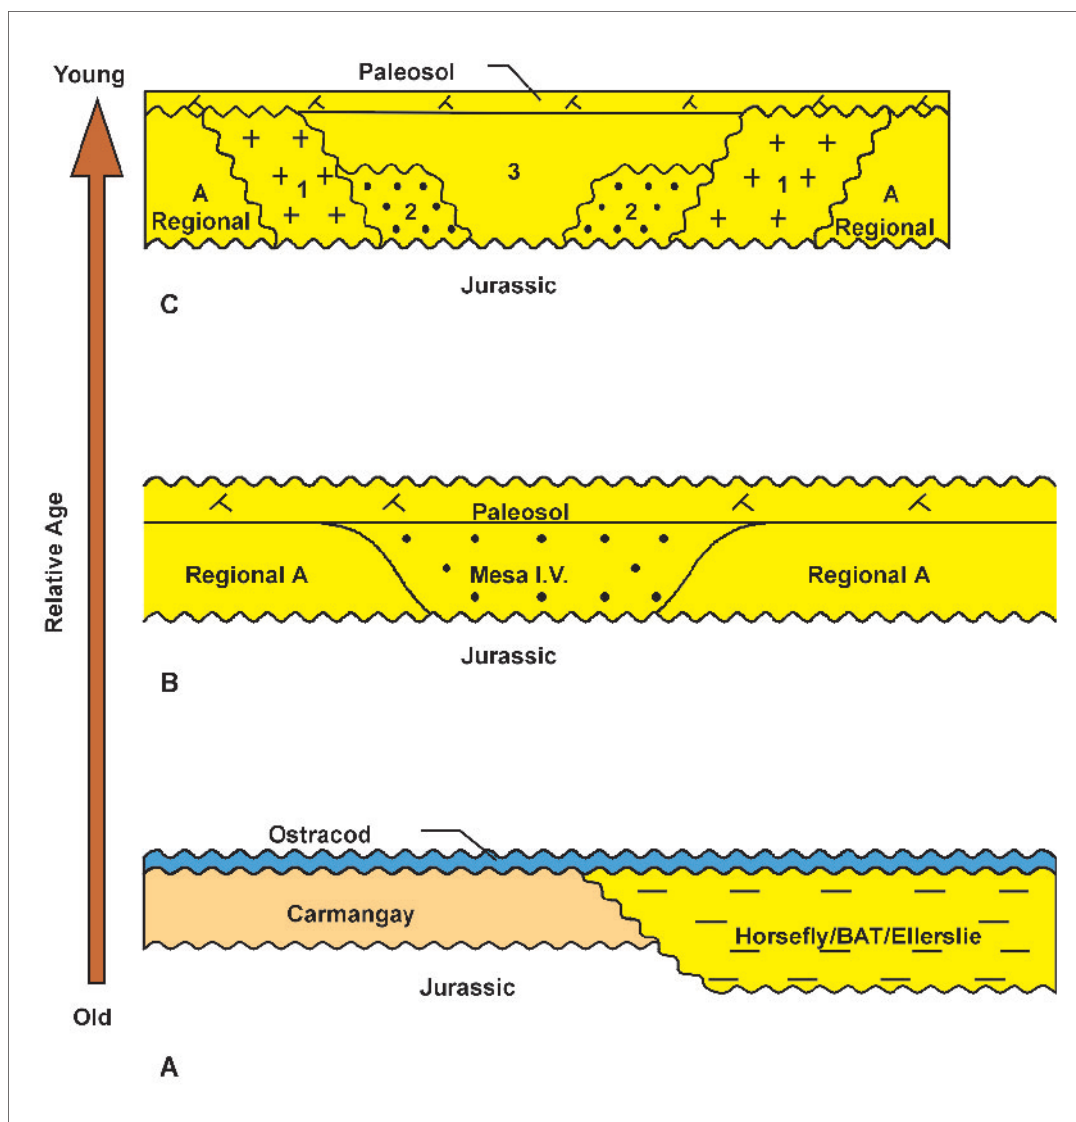 Young
Paleosol
A
Regional
1
2
3
2
1
A
Regional
Jurassic
C
Relative Age
Paleosol
Regional A
Mesa I.V.
Regional A
Jurassic
B
Ostracod
Carmangay
Horsefly/BAT/Ellerslie
Jurassic
Old
A